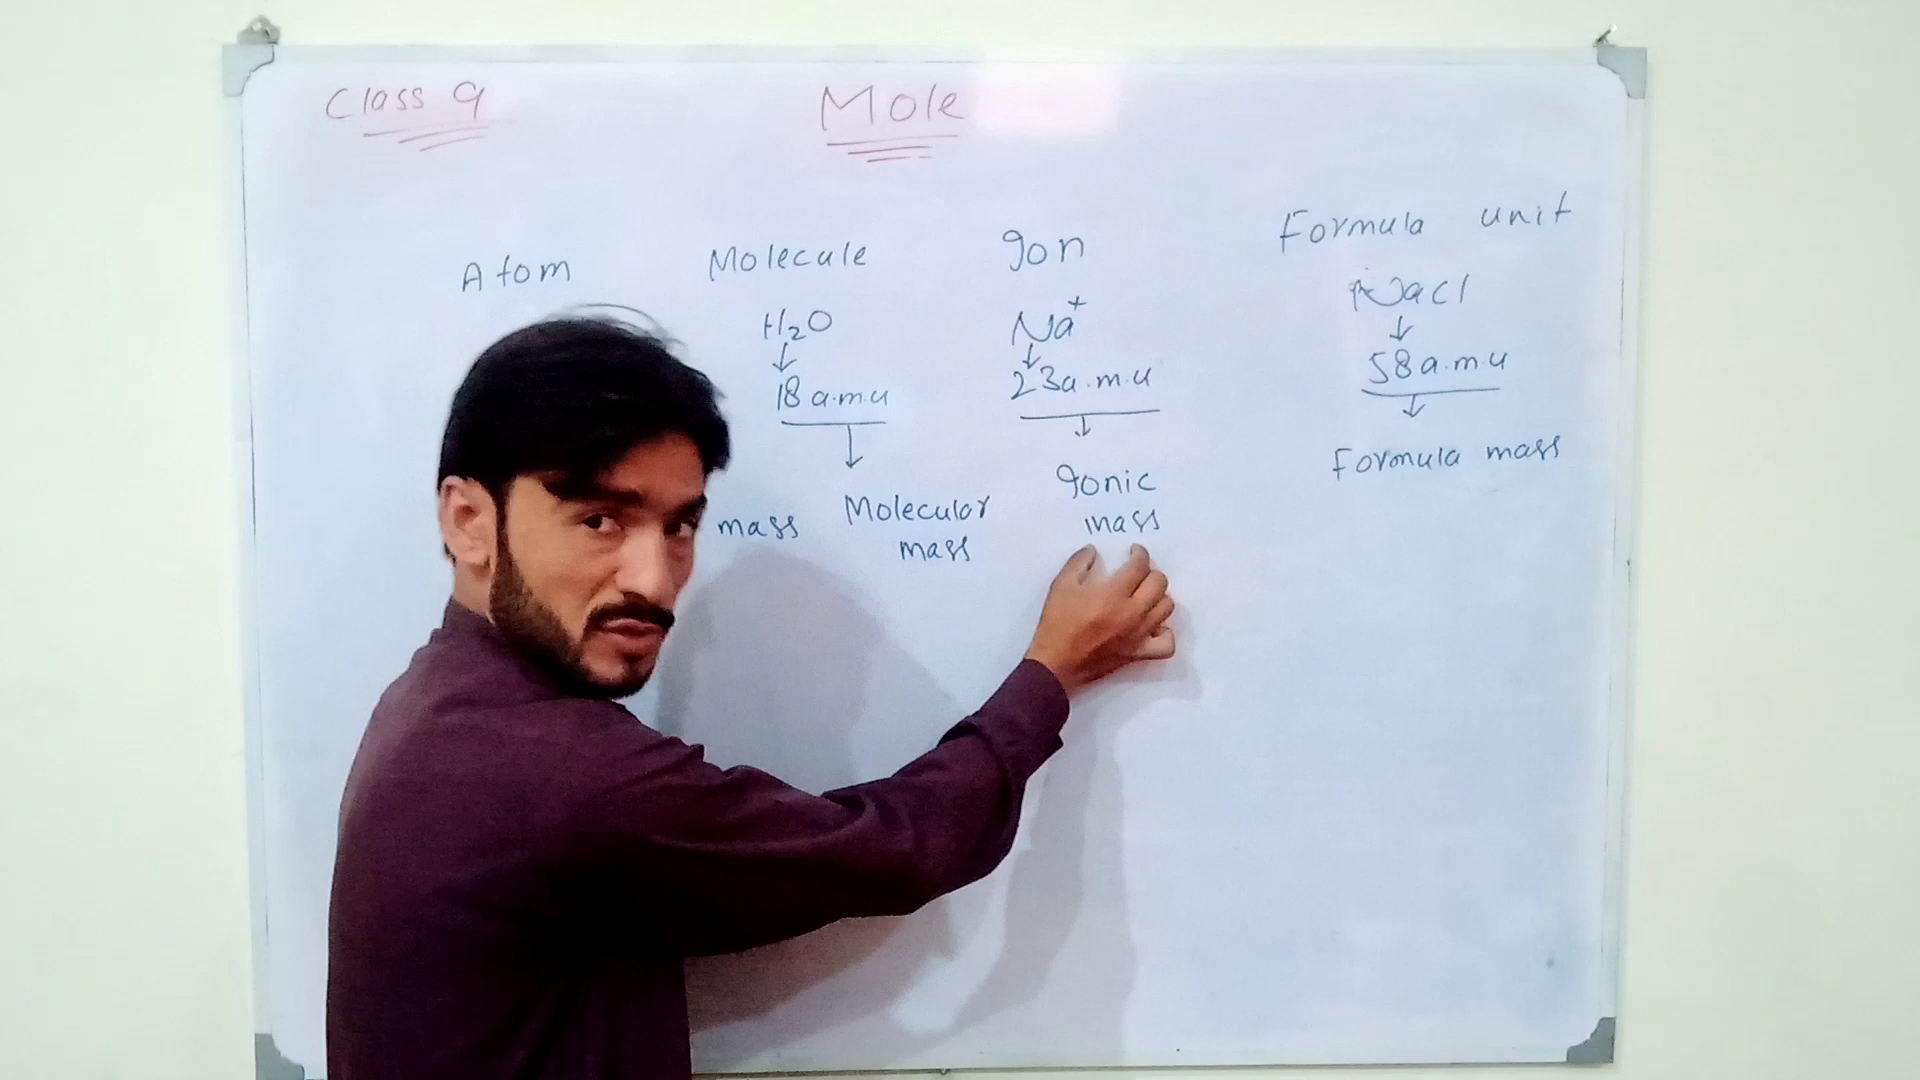 Class 9
Mole
Atom
Molecule
Ion
Formula unit
H₂O
Na⁺
NaCl
18 a.m.u
23a.m.u
58 a.m.u
mass
Molecular
mass
Ionic
mass
Formula mass